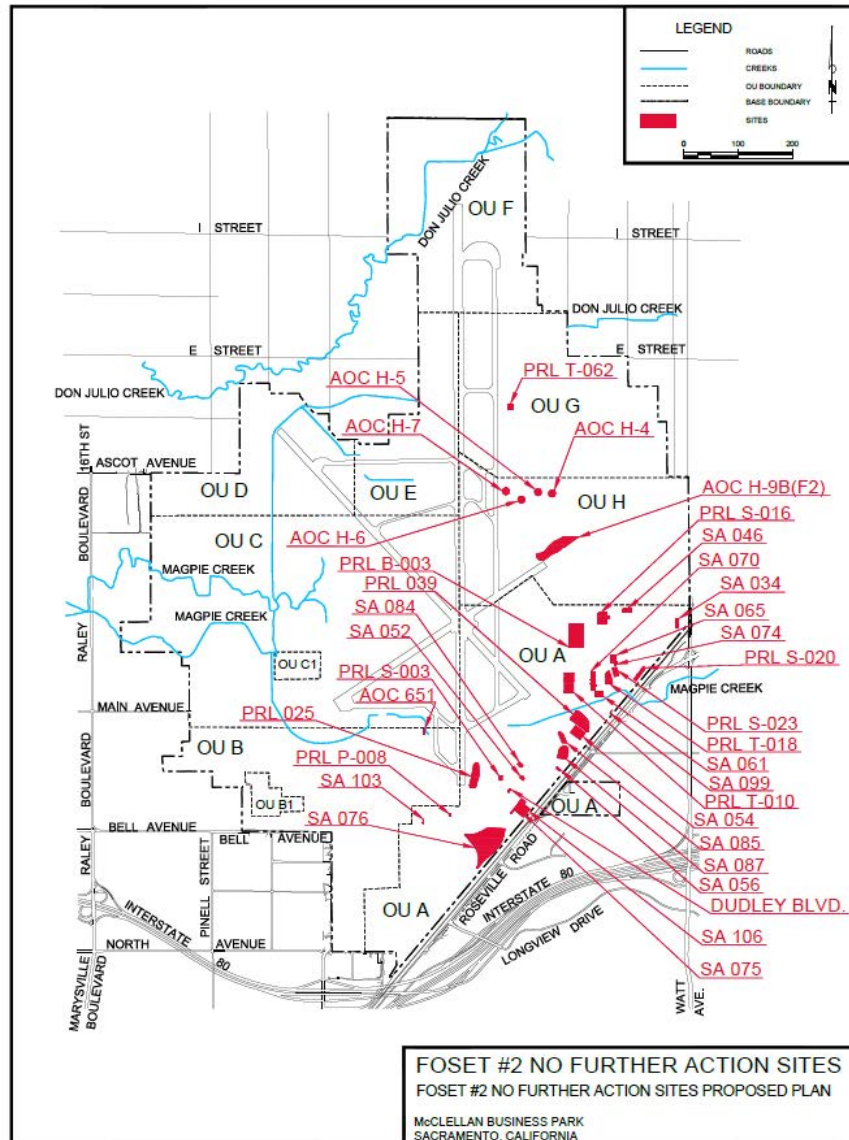 LEGEND
ROADS
CREEKS
OU BOUNDARY
BASE BOUNDARY
SITES
N
0 100 200
DON JULIO CREEK
OU F
I STREET
I STREET
DON JULIO CREEK
E STREET
E STREET
DON JULIO CREEK
PRL T-062
AOC H-5
OU G
AOC H-7
AOC H-4
16TH ST
ASCOT AVENUE
OU D
OU E
OU H
AOC H-9B(F2)
PRL S-016
SA 046
SA 070
SA 034
SA 065
SA 074
PRL S-020
MAGPIE CREEK
BOULEVARD
OU C
AOC H-6
PRL B-003
PRL 039
MAGPIE CREEK
SA 084
MAGPIE CREEK
SA 052
RALEY
OU A
OU C1
PRL S-003
AOC 651
MAIN AVENUE
PRL 025
OU B
PRL P-008
BOULEVARD
SA 103
OU B1
SA 076
OU A
PRL S-023
PRL T-018
SA 061
SA 099
PRL T-010
SA 054
SA 085
SA 087
SA 056
DUDLEY BLVD.
SA 106
SA 075
BELL AVENUE
BELL AVENUE
RALEY
PINELL STREET
OU A
ROSEVILLE ROAD
INTERSTATE 80
LONGVIEW DRIVE
INTERSTATE
80
NORTH AVENUE
MARYSVILLE
BOULEVARD
WATT
AVE.
FOSET #2 NO FURTHER ACTION SITES
FOSET #2 NO FURTHER ACTION SITES PROPOSED PLAN
McCLELLAN BUSINESS PARK
SACRAMENTO, CALIFORNIA